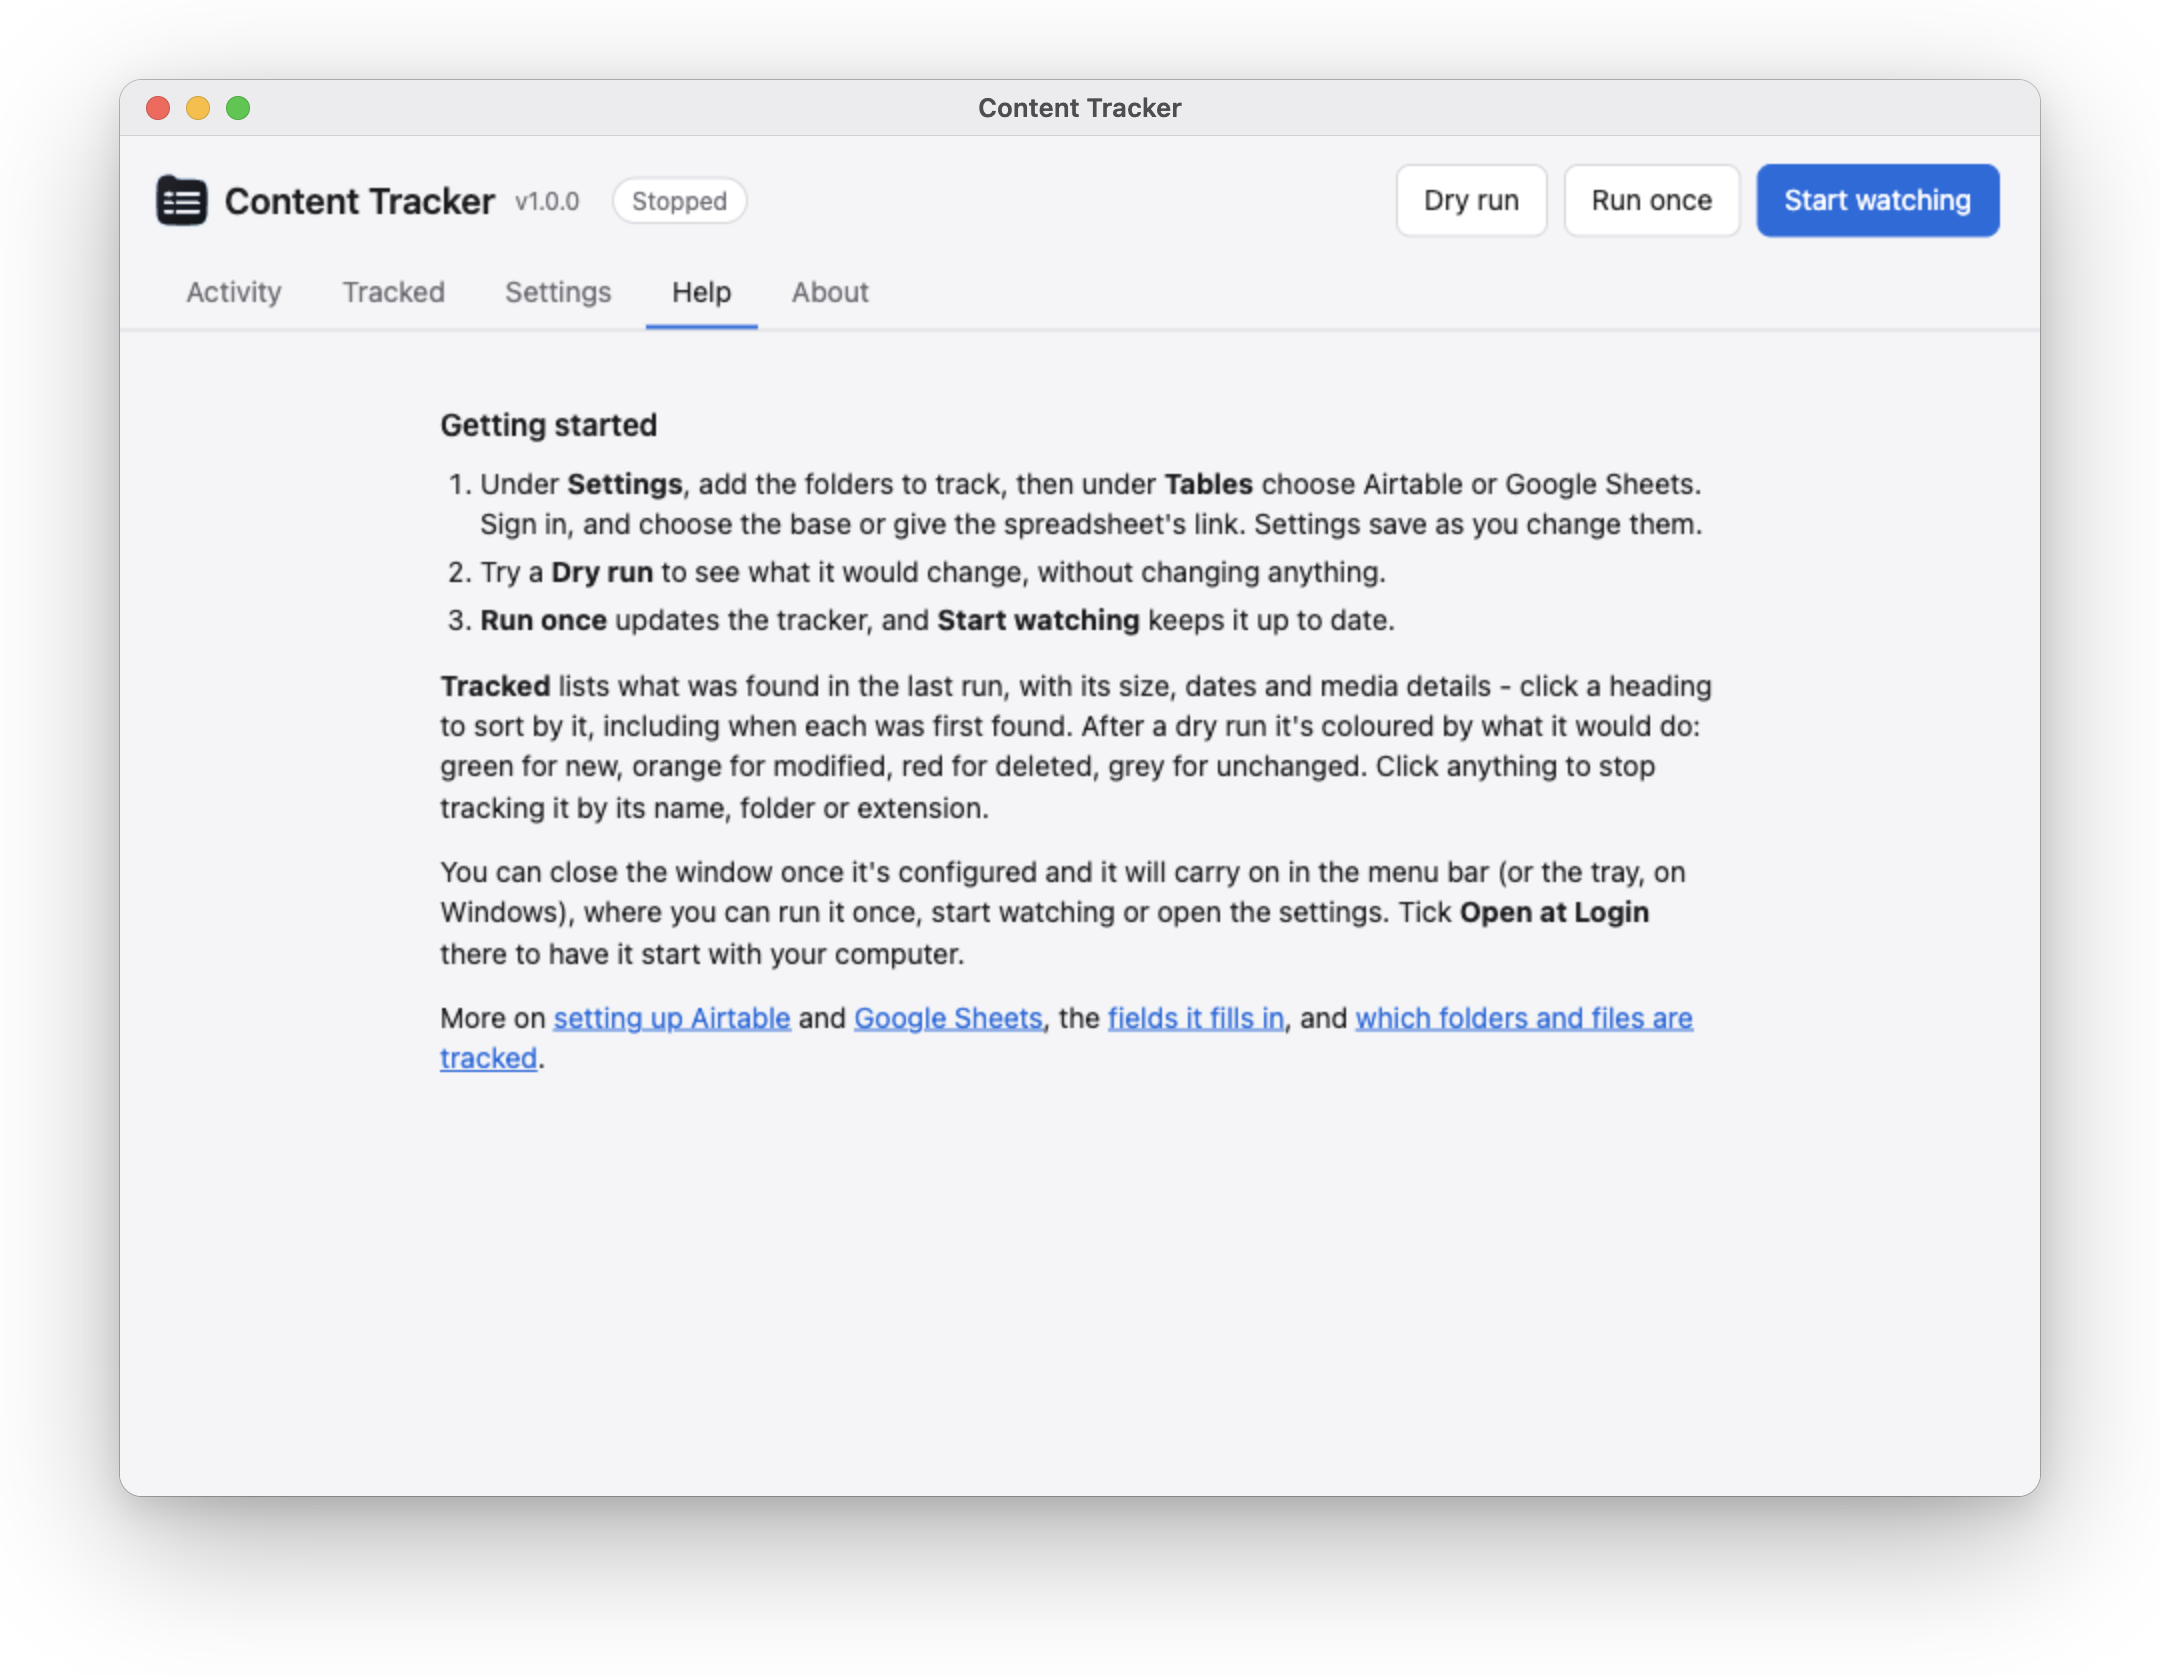 Content Tracker
Content Tracker v1.0.0 Stopped Dry run Run once Start watching
Activity Tracked Settings Help About
Getting started
1. Under Settings, add the folders to track, then under Tables choose Airtable or Google Sheets.
Sign in, and choose the base or give the spreadsheet's link. Settings save as you change them.
2. Try a Dry run to see what it would change, without changing anything.
3. Run once updates the tracker, and Start watching keeps it up to date.
Tracked lists what was found in the last run, with its size, dates and media details - click a heading
to sort by it, including when each was first found. After a dry run it's coloured by what it would do:
green for new, orange for modified, red for deleted, grey for unchanged. Click anything to stop
tracking it by its name, folder or extension.
You can close the window once it's configured and it will carry on in the menu bar (or the tray, on
Windows), where you can run it once, start watching or open the settings. Tick Open at Login
there to have it start with your computer.
More on setting up Airtable and Google Sheets, the fields it fills in, and which folders and files are
tracked.